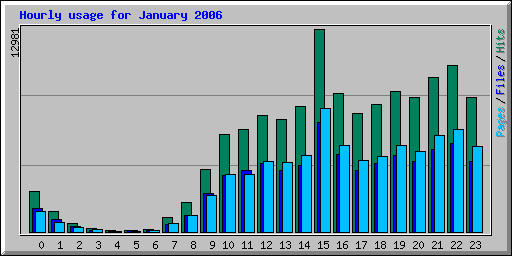 Hourly usage for January 2006
12981
Pages/Files/Hits
0 1 2 3 4 5 6 7 8 9 10 11 12 13 14 15 16 17 18 19 20 21 22 23